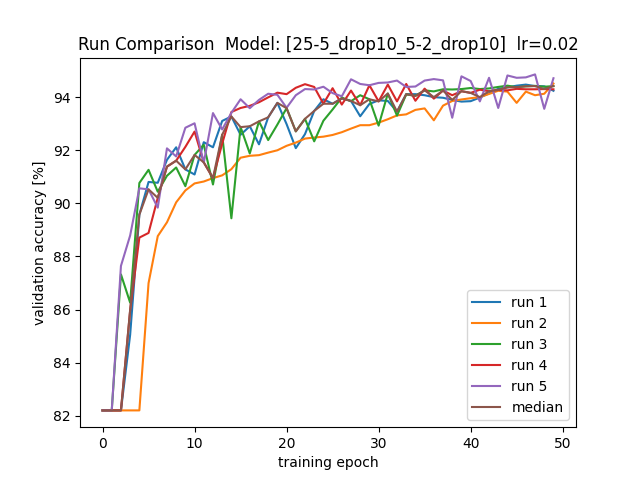 Run Comparison  Model: [25-5_drop10_5-2_drop10]  lr=0.02
validation accuracy [%]
94
92
90
88
86
84
82
run 1
run 2
run 3
run 4
run 5
median
0
10
20
30
40
50
training epoch